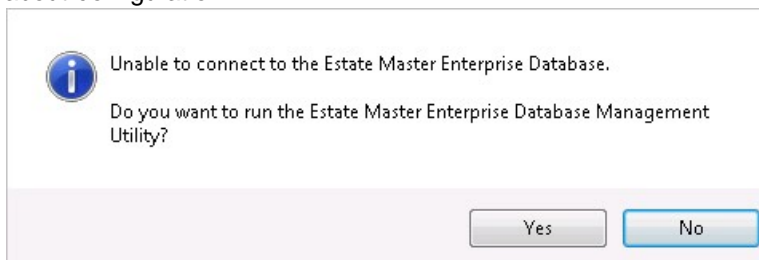 Unable to connect to the Estate Master Enterprise Database.
Do you want to run the Estate Master Enterprise Database Management
Utility?
Yes
No